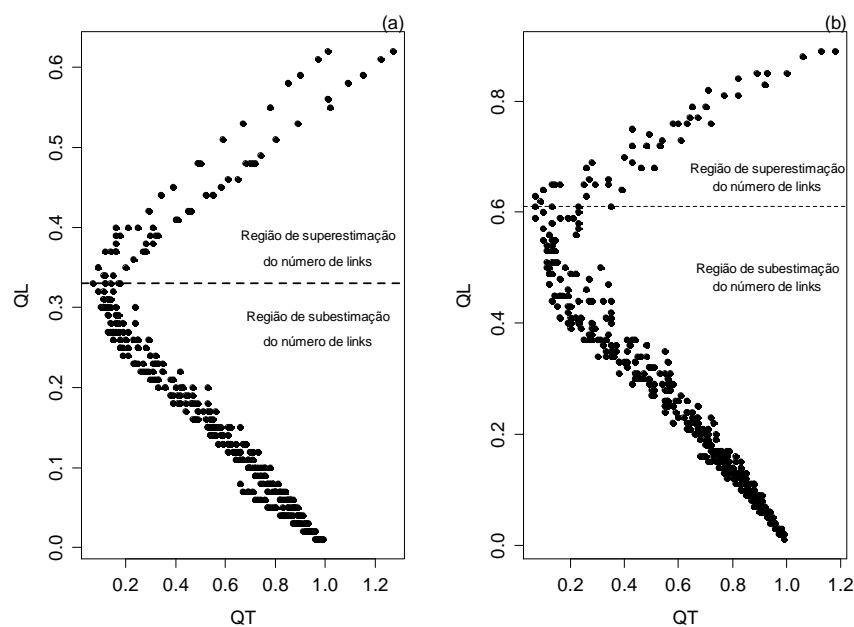 (a)
QL
0.6
0.5
0.4
0.3
0.2
0.1
0.0
Região de superestimação
do número de links
Região de subestimação
do número de links
0.2 0.4 0.6 0.8 1.0 1.2
QT
(b)
QL
0.8
0.6
0.4
0.2
0.0
Região de superestimação
do número de links
Região de subestimação
do número de links
0.2 0.4 0.6 0.8 1.0 1.2
QT